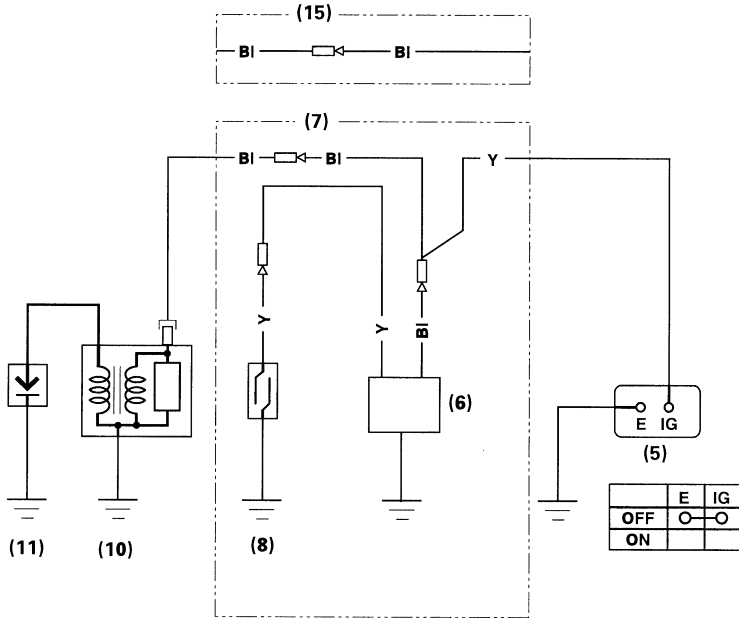 (15)
Bl Bl
(7)
Bl Bl Y
Y Y Bl
(6)
E IG
(5)
E IG
OFF
ON
(11) (10) (8)